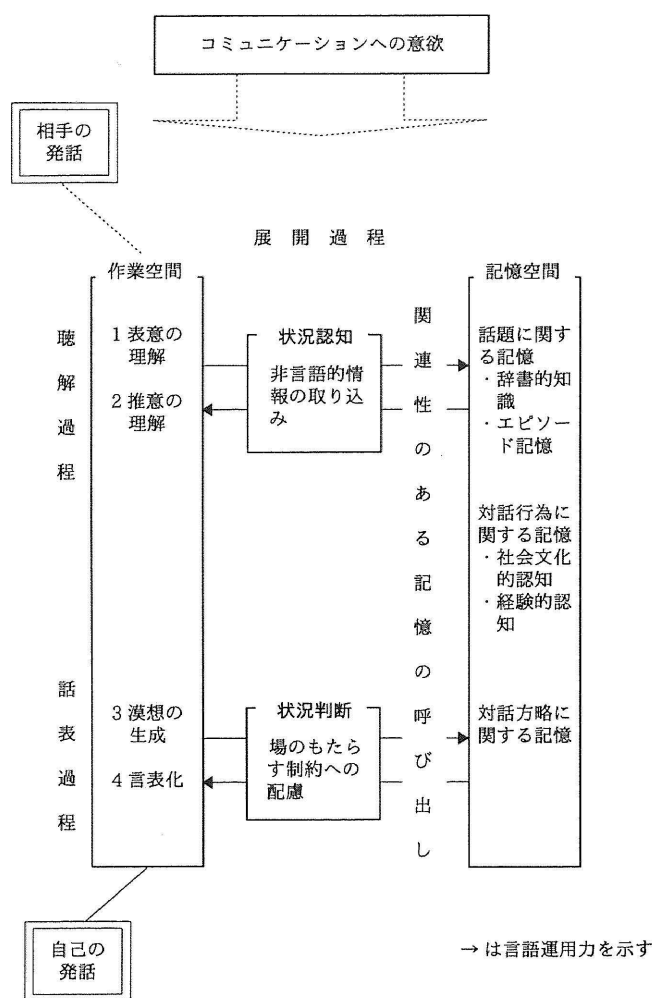 コミュニケーションへの意欲
相手の
発話
展開過程
作業空間
記憶空間
聴解過程
1 表意の
理解
2 推意の
理解
状況認知
非言語的情
報の取り込
み
関連性のある記憶の呼び出し
話題に関す
る記憶
・辞書的知
識
・エピソー
ド記憶
対話行為に
関する記憶
・社会文化
的認知
・経験的認
知
話表過程
3 漠想の
生成
4 言表化
状況判断
場のもたら
す制約への
配慮
対話方略に
関する記憶
自己の
発話
→ は言語運用力を示す